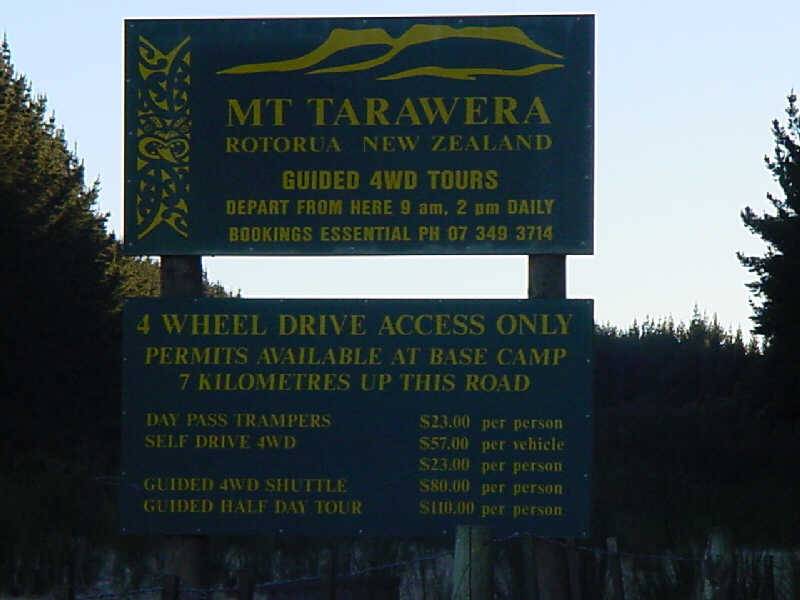 MT TARAWERA
ROTORUA NEW ZEALAND
GUIDED 4WD TOURS
DEPART FROM HERE 9 am, 2 pm DAILY
BOOKINGS ESSENTIAL PH 07 349 3714
4 WHEEL DRIVE ACCESS ONLY
PERMITS AVAILABLE AT BASE CAMP
7 KILOMETRES UP THIS ROAD
DAY PASS TRAMPERS $23.00 per person
SELF DRIVE 4WD $57.00 per vehicle
$23.00 per person
GUIDED 4WD SHUTTLE $80.00 per person
GUIDED HALF DAY TOUR $110.00 per person